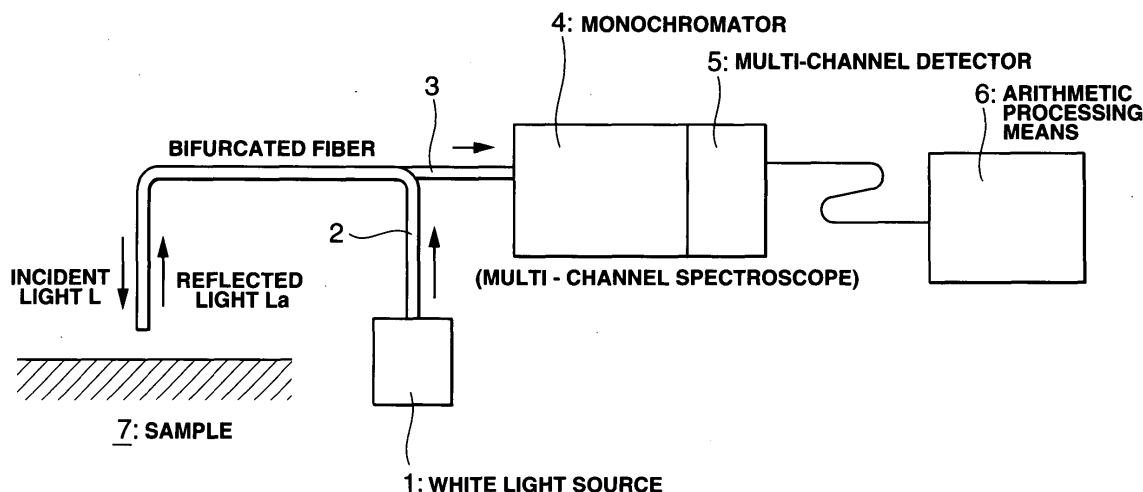 4: MONOCHROMATOR
5: MULTI-CHANNEL DETECTOR
6: ARITHMETIC
PROCESSING
MEANS
3
BIFURCATED FIBER
2
INCIDENT
LIGHT L
REFLECTED
LIGHT La
(MULTI - CHANNEL SPECTROSCOPE)
7: SAMPLE
1: WHITE LIGHT SOURCE